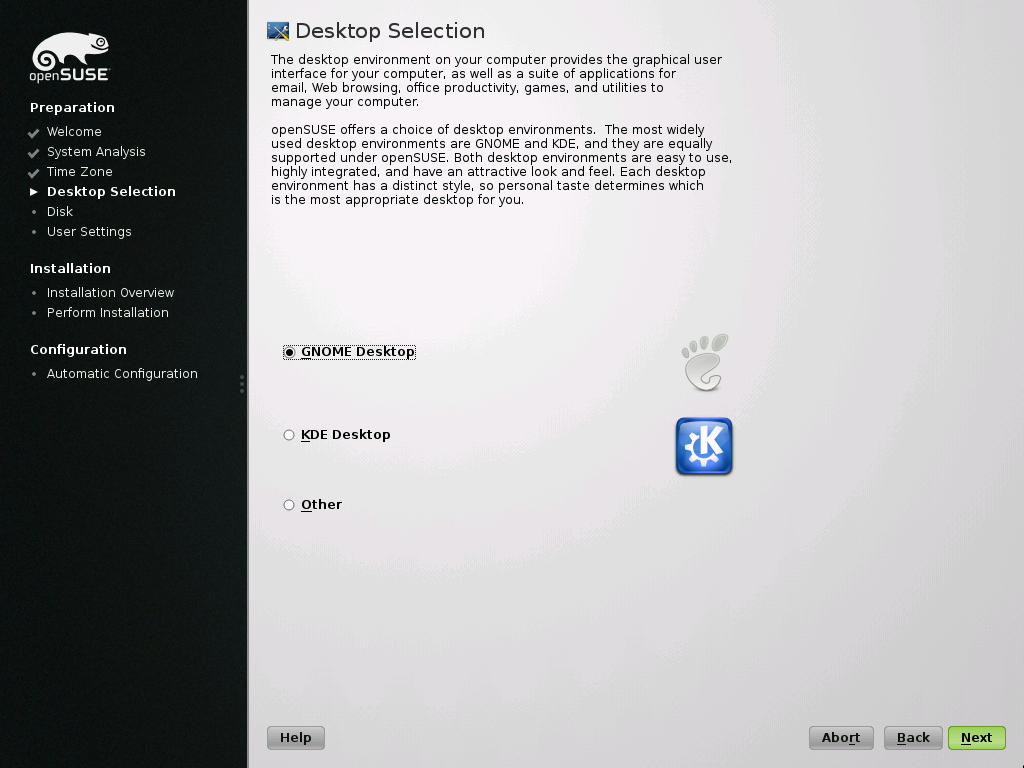 openSUSE
Preparation
Welcome
System Analysis
Time Zone
Desktop Selection
Disk
User Settings
Installation
Installation Overview
Perform Installation
Configuration
Automatic Configuration
Desktop Selection
The desktop environment on your computer provides the graphical user
interface for your computer, as well as a suite of applications for
email, Web browsing, office productivity, games, and utilities to
manage your computer.
openSUSE offers a choice of desktop environments.  The most widely
used desktop environments are GNOME and KDE, and they are equally
supported under openSUSE. Both desktop environments are easy to use,
highly integrated, and have an attractive look and feel. Each desktop
environment has a distinct style, so personal taste determines which
is the most appropriate desktop for you.
GNOME Desktop
KDE Desktop
Other
Help
Abort
Back
Next